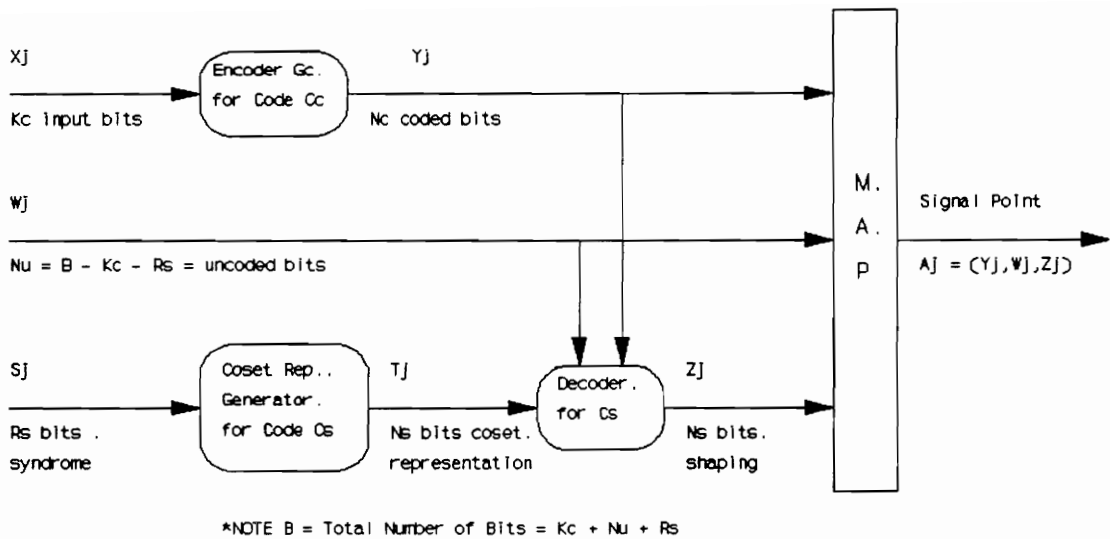 Xj
Kc input bits
Encoder Gc.
for Code Cc
Yj
Nc coded bits
Wj
Nu = B - Kc - Rs = uncoded bits
Sj
Rs bits .
syndrome
Coset Rep..
Generator.
for Code Cs
Tj
Ns bits coset.
representation
Decoder.
for Cs
Zj
Ns bits.
shaping
M.
A.
P
Signal Point
Aj = (Yj,Wj,Zj)
*NOTE B = Total Number of Bits = Kc + Nu + Rs